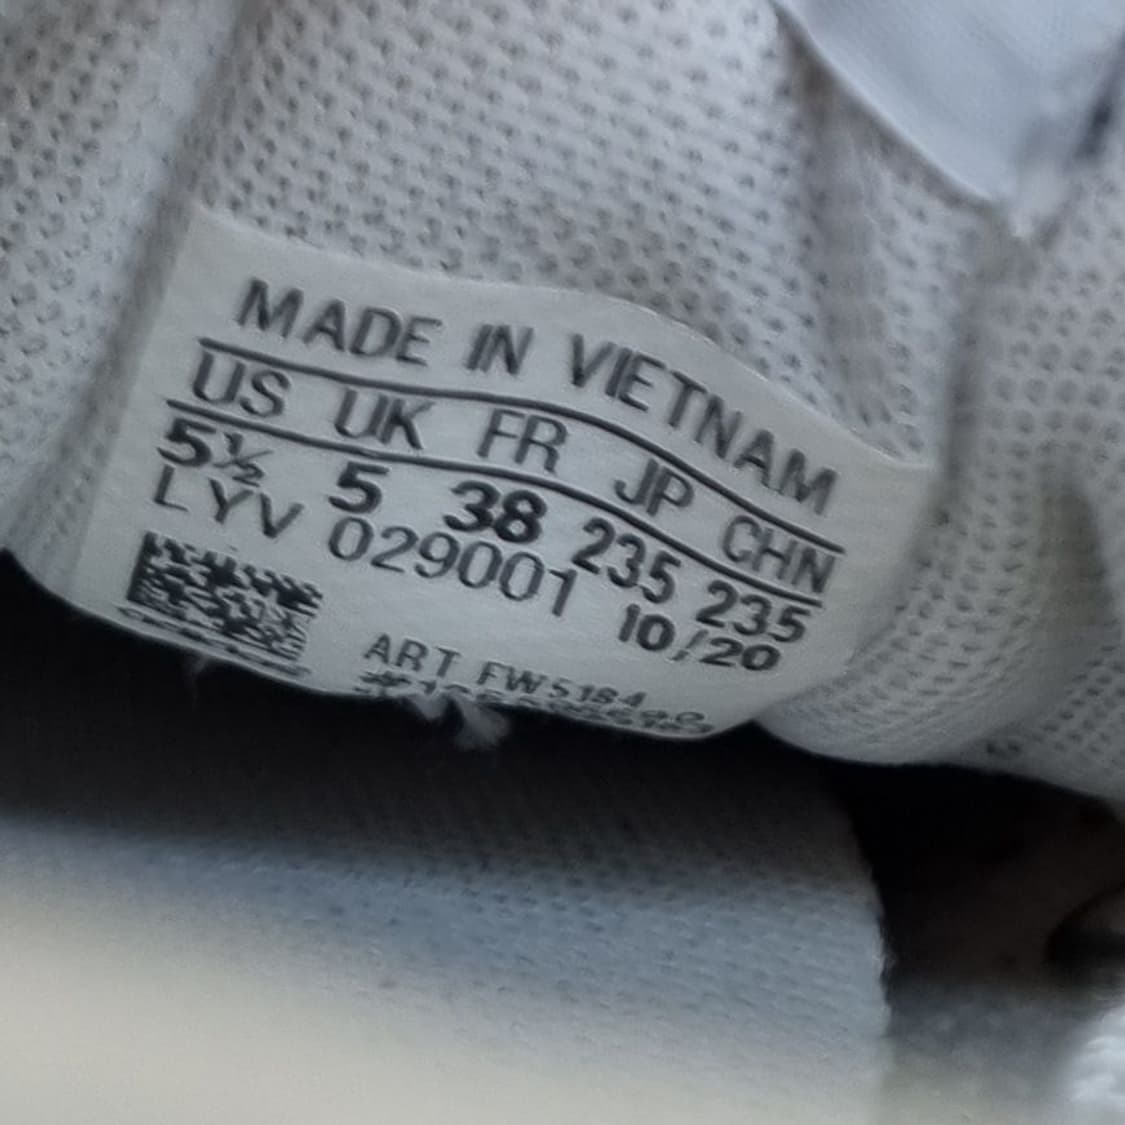 MADE IN VIETNAM
US UK FR JP CHN
5½ 5 38 235 235
LYV 029001 10/20
ART FW5184